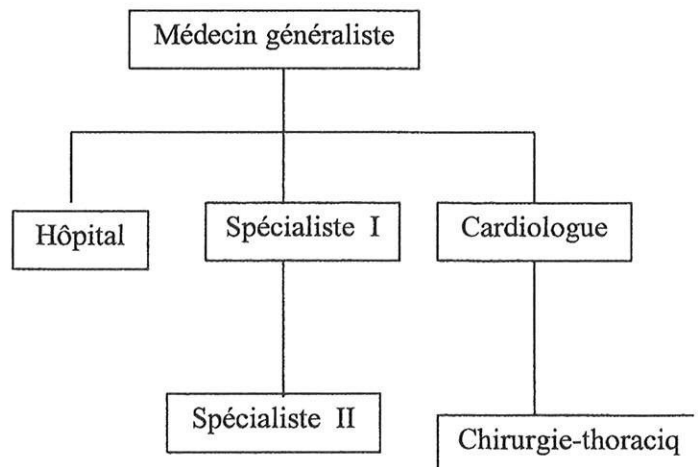 Médecin généraliste
Hôpital
Spécialiste I
Cardiologue
Spécialiste II
Chirurgie-thoraciq